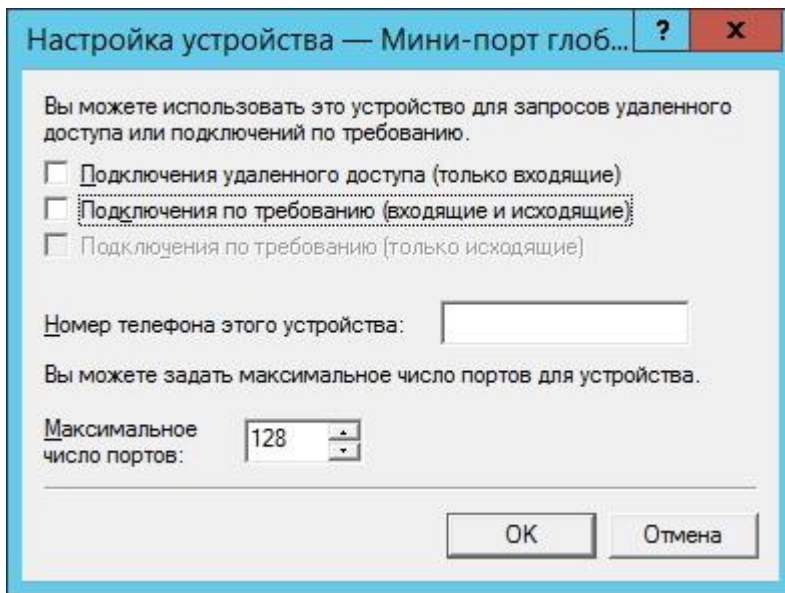 Настройка устройства — Мини-порт глоб...
Вы можете использовать это устройство для запросов удаленного
доступа или подключений по требованию.
Подключения удаленного доступа (только входящие)
Подключения по требованию (входящие и исходящие)
Подключения по требованию (только исходящие)
Номер телефона этого устройства:
Вы можете задать максимальное число портов для устройства.
Максимальное
число портов:
128
OK
Отмена